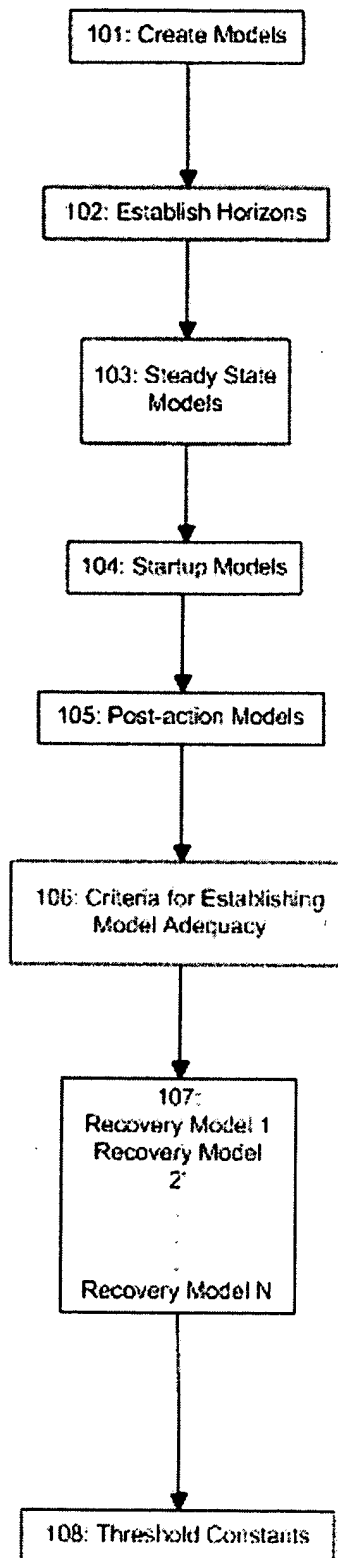 101: Create Models
102: Establish Horizons
103: Steady State
Models
104: Startup Models
105: Post-action Models
106: Criteria for Establishing
Model Adequacy
107:
Recovery Model 1
Recovery Model
2
.
.
.
Recovery Model N
108: Threshold Constants